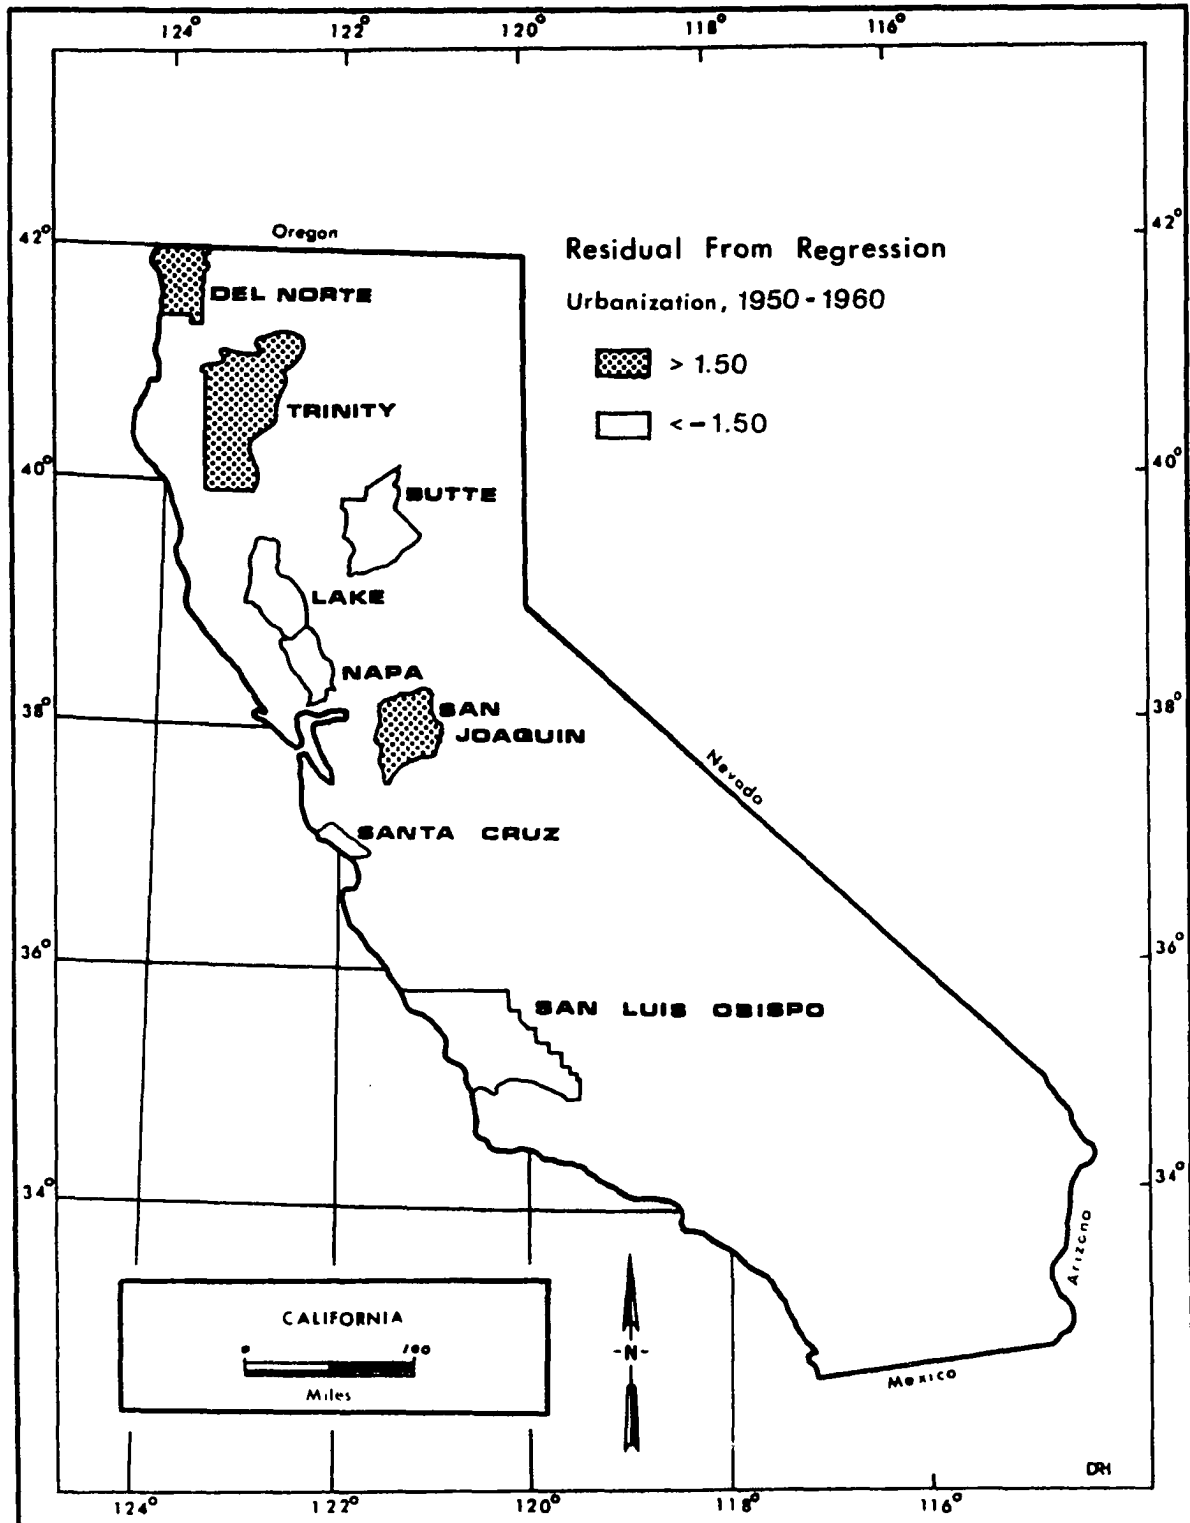 124° 122° 120° 118° 116°
42° 42°
Oregon
Residual From Regression
Urbanization, 1950-1960
> 1.50
<-1.50
DEL NORTE
TRINITY
40° 40°
BUTTE
LAKE
NAPA
38° 38°
SAN
JOAQUIN
Nevada
SANTA CRUZ
36° 36°
SAN LUIS OBISPO
34° 34°
Arizona
CALIFORNIA
0 100
Miles
-N-
Mexico
DRH
124° 122° 120° 118° 116°